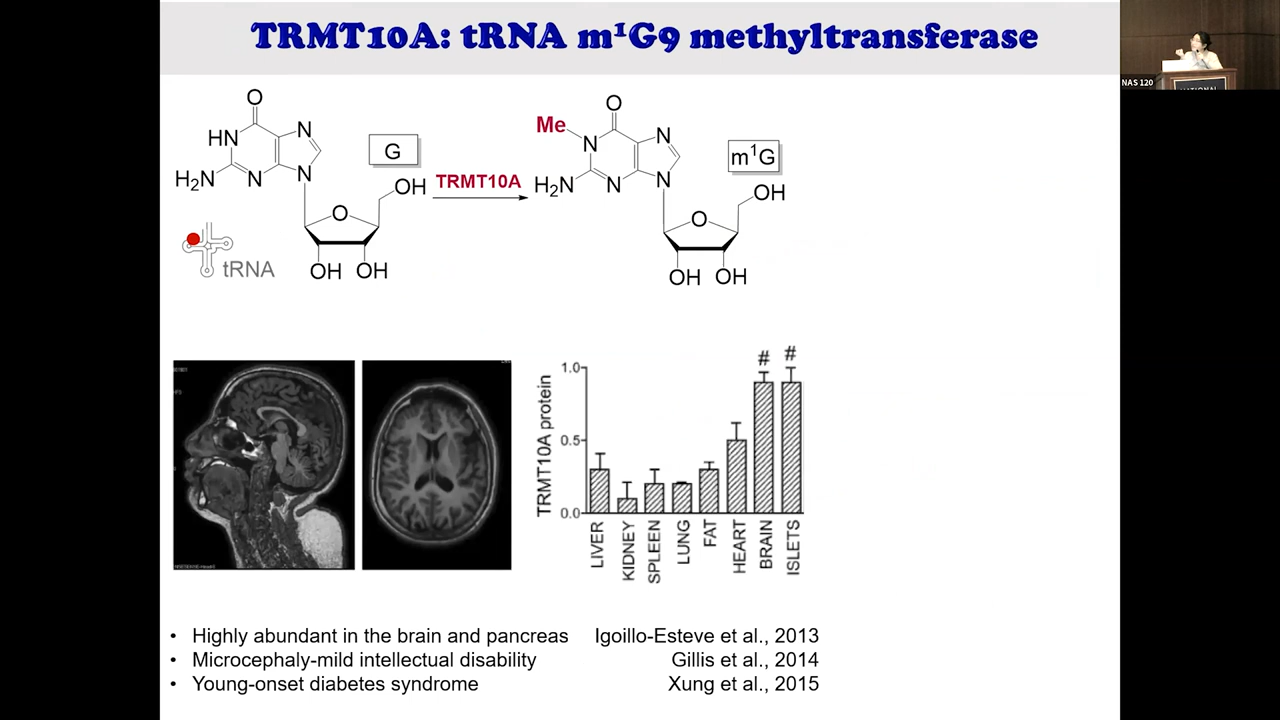 TRMT10A: tRNA m¹G9 methyltransferase
NAS 120
NATIONAL
O
HN
N
H₂N
N
N
G
OH
O
OH
OH
tRNA
TRMT10A
Me
O
N
N
H₂N
N
N
m¹G
OH
O
OH
OH
TRMT10A protein
1.0
0.5
0.0
# #
LIVER
KIDNEY
SPLEEN
LUNG
FAT
HEART
BRAIN
ISLETS
• Highly abundant in the brain and pancreas Igoillo-Esteve et al., 2013
• Microcephaly-mild intellectual disability Gillis et al., 2014
• Young-onset diabetes syndrome Xung et al., 2015